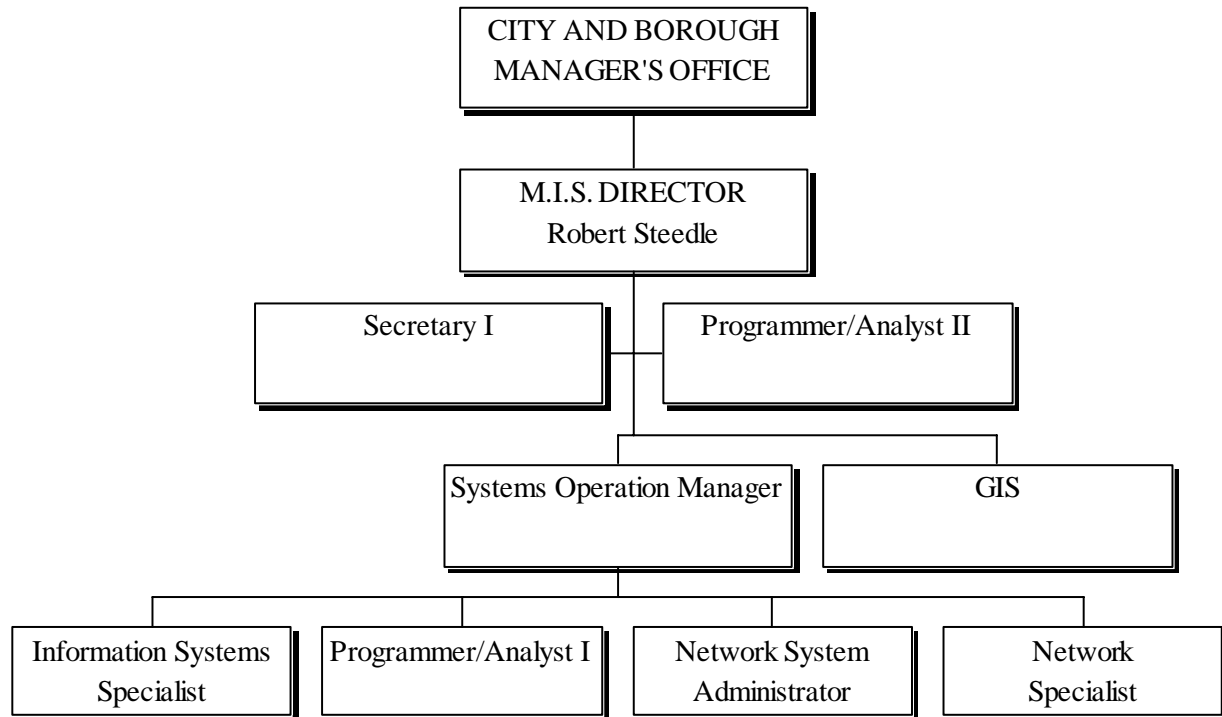 CITY AND BOROUGH
MANAGER'S OFFICE
M.I.S. DIRECTOR
Robert Steedle
Secretary I
Programmer/Analyst II
Systems Operation Manager
GIS
Information Systems
Specialist
Programmer/Analyst I
Network System
Administrator
Network
Specialist